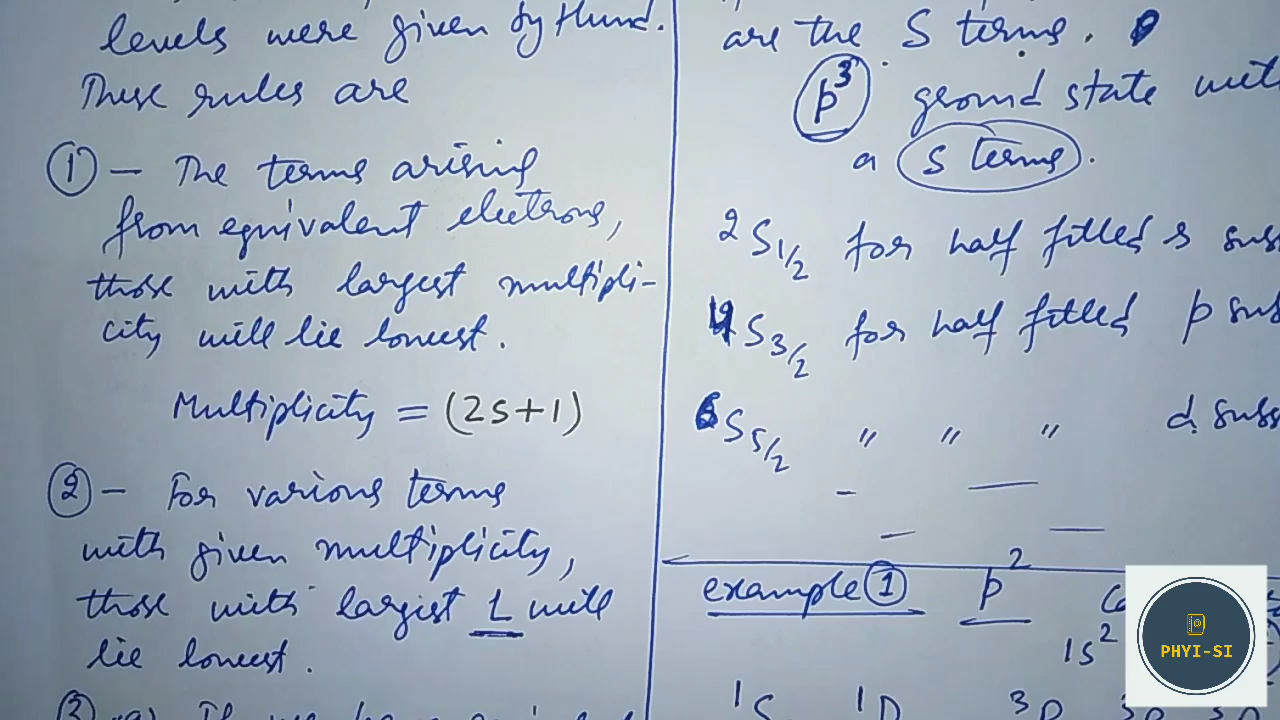 levels were given by Hund.
These rules are
① - The terms arising
from equivalent electrons,
those with largest multipli-
city will lie lowest.
Multiplicity = (2S+1)
② - For various terms
with given multiplicity,
those with largest L will
lie lowest.
③
are the S terms.
p³ ground state with
a S terms.
²S₁/₂ for half filled s
⁴S₃/₂ for half filled p
⁶S₅/₂ " " " d
example ① p²
1s²
¹S ¹D ³P ³P ³P
PHYI-SI